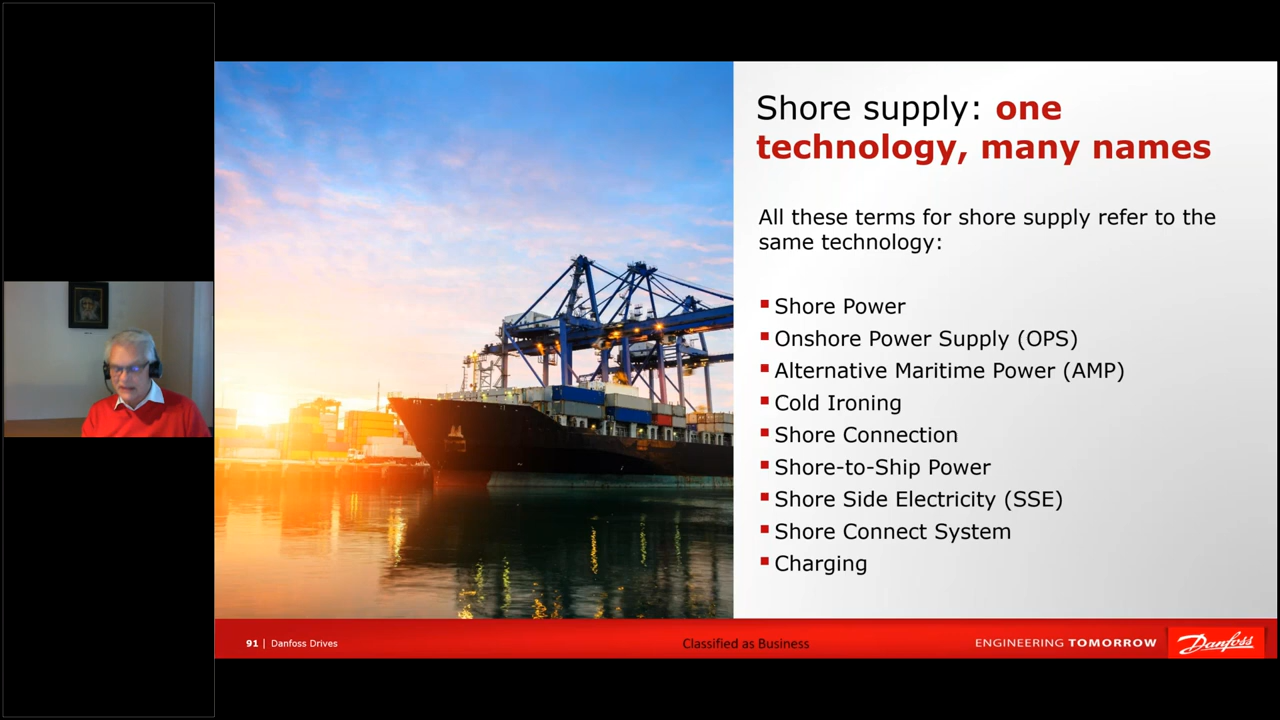 Shore supply: one
technology, many names
All these terms for shore supply refer to the
same technology:
▪ Shore Power
▪ Onshore Power Supply (OPS)
▪ Alternative Maritime Power (AMP)
▪ Cold Ironing
▪ Shore Connection
▪ Shore-to-Ship Power
▪ Shore Side Electricity (SSE)
▪ Shore Connect System
▪ Charging
91 | Danfoss Drives
Classified as Business
ENGINEERING TOMORROW
Danfoss